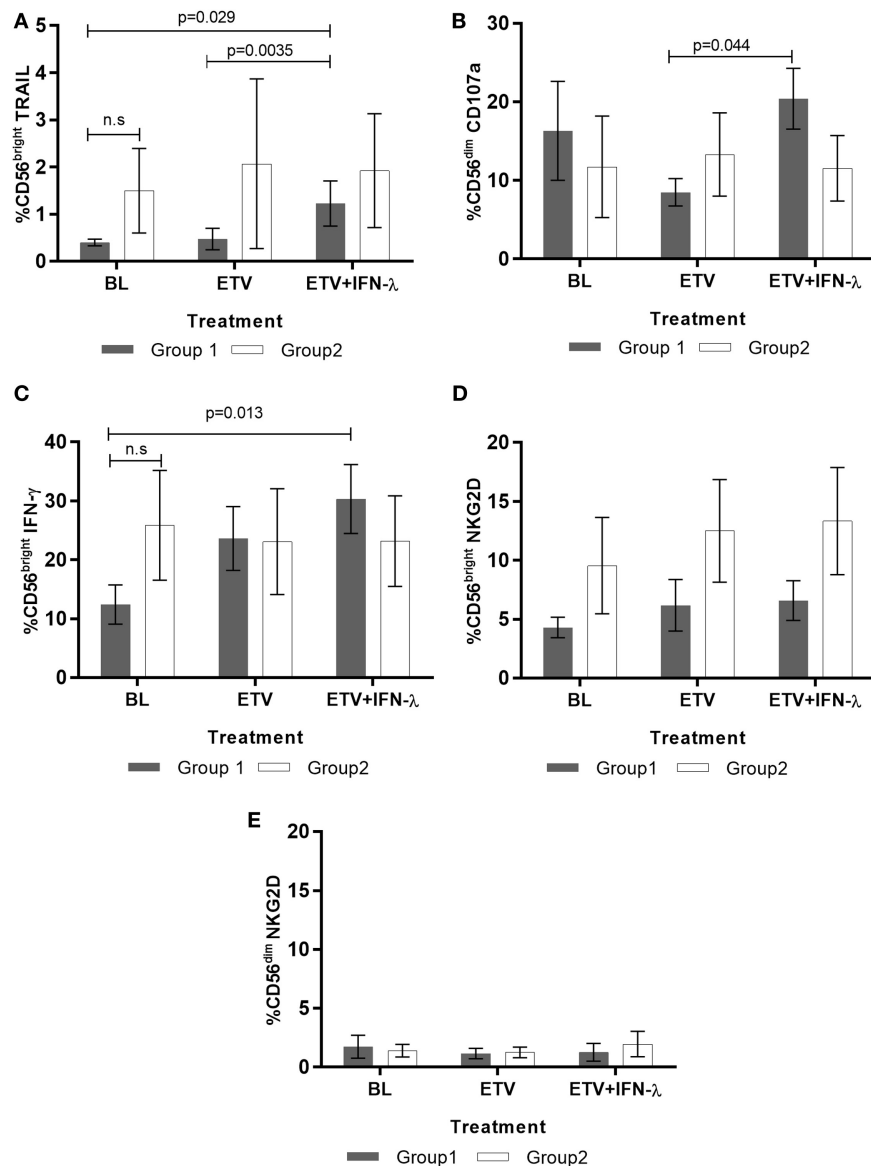 A
p=0.029
p=0.0035
n.s
%CD56bright TRAIL
5
4
3
2
1
0
BL ETV ETV+IFN-λ
Treatment
Group 1 Group2
B
p=0.044
%CD56dim CD107a
30
20
10
0
BL ETV ETV+IFN-λ
Treatment
Group 1 Group2
C
p=0.013
n.s
%CD56bright IFN-γ
40
30
20
10
0
BL ETV ETV+IFN-λ
Treatment
Group 1 Group2
D
%CD56bright NKG2D
20
15
10
5
0
BL ETV ETV+IFN-λ
Treatment
Group1 Group2
E
%CD56dim NKG2D
20
15
10
5
0
BL ETV ETV+IFN-λ
Treatment
Group1 Group2